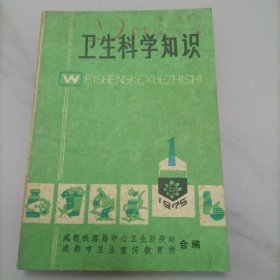 卫生科学知识
WEISHENGKEXUEZHISHI
1
1975
成都铁路局中心卫生防疫站
成都市卫生宣传教育所 合编